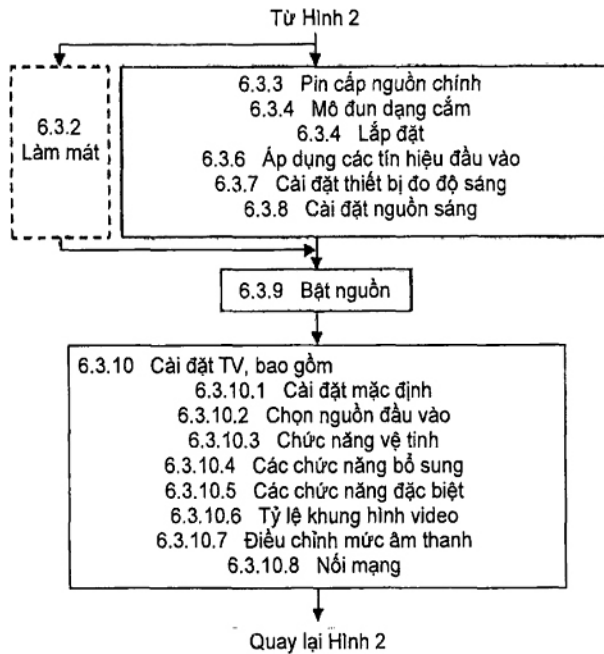 Từ Hình 2
6.3.2
Làm mát
6.3.3 Pin cấp nguồn chính
6.3.4 Mô đun dạng cắm
6.3.4 Lắp đặt
6.3.6 Áp dụng các tín hiệu đầu vào
6.3.7 Cài đặt thiết bị đo độ sáng
6.3.8 Cài đặt nguồn sáng
6.3.9 Bật nguồn
6.3.10 Cài đặt TV, bao gồm
6.3.10.1 Cài đặt mặc định
6.3.10.2 Chọn nguồn đầu vào
6.3.10.3 Chức năng vệ tinh
6.3.10.4 Các chức năng bổ sung
6.3.10.5 Các chức năng đặc biệt
6.3.10.6 Tỷ lệ khung hình video
6.3.10.7 Điều chỉnh mức âm thanh
6.3.10.8 Nối mạng
Quay lại Hình 2